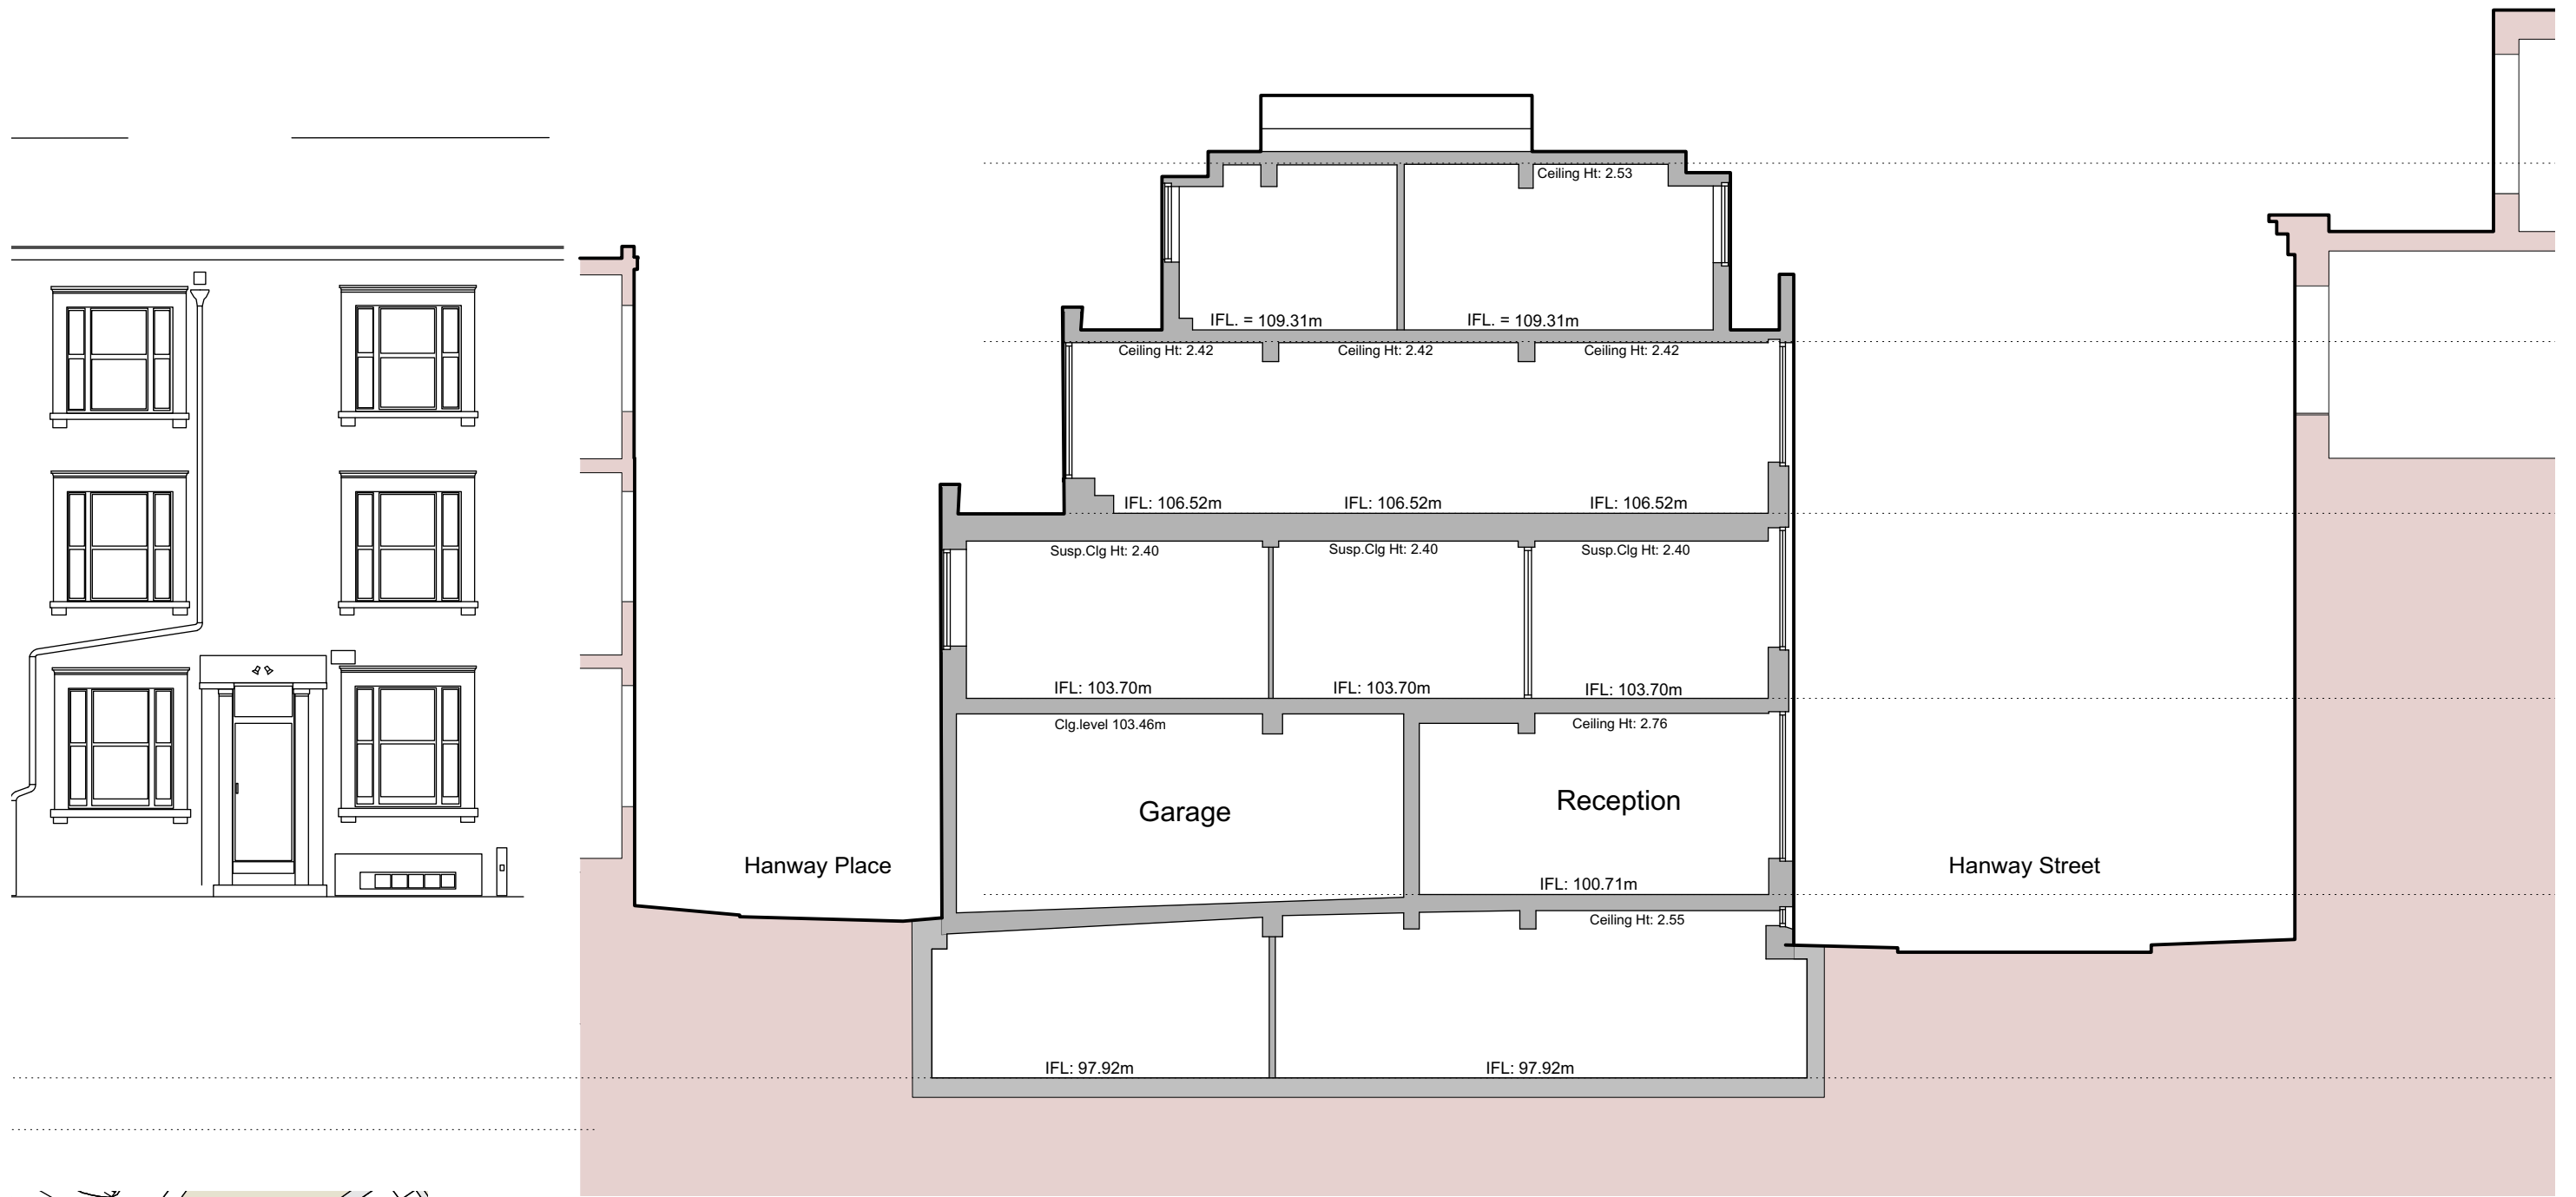 Ceiling Ht: 2.53
IFL. = 109.31m
IFL. = 109.31m
Ceiling Ht: 2.42
Ceiling Ht: 2.42
Ceiling Ht: 2.42
IFL: 106.52m
IFL: 106.52m
IFL: 106.52m
Susp.Clg Ht: 2.40
Susp.Clg Ht: 2.40
Susp.Clg Ht: 2.40
IFL: 103.70m
IFL: 103.70m
IFL: 103.70m
Clg.level 103.46m
Ceiling Ht: 2.76
Garage
Reception
Hanway Place
Hanway Street
IFL: 100.71m
Ceiling Ht: 2.55
IFL: 97.92m
IFL: 97.92m